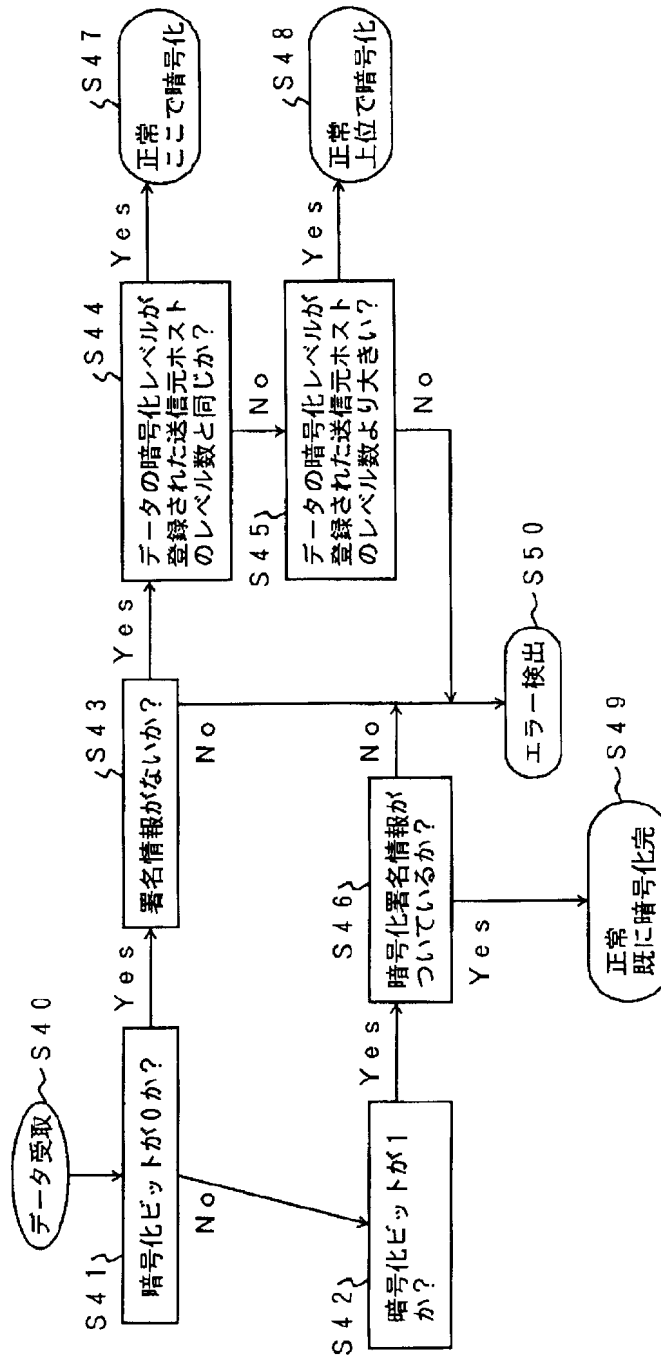 データ受取
S40
S41
暗号化ビットが0か？
Yes
No
S43
署名情報がないか？
Yes
No
S44
データの暗号化レベルが
登録された送信元ホスト
のレベル数と同じか？
Yes
No
S47
正常
ここで暗号化
S45
データの暗号化レベルが
登録された送信元ホスト
のレベル数より大きい？
Yes
No
S48
正常
上位で暗号化
S42
暗号化ビットが1
か？
Yes
S46
暗号化署名情報が
ついているか？
No
Yes
エラー検出
S50
正常
既に暗号化完
S49